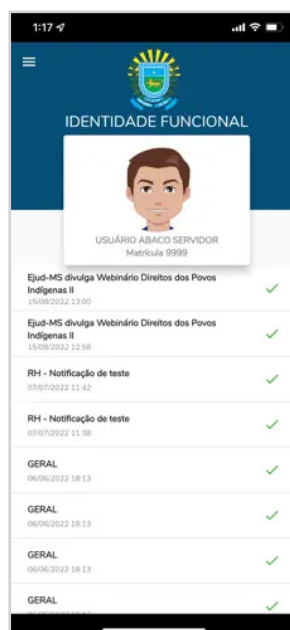 1:17
IDENTIDADE FUNCIONAL
USUÁRIO ABACO SERVIDOR
Matrícula 9999
Ejud-MS divulga Webinário Direitos dos Povos
Indígenas II
15/08/2022 13:00
Ejud-MS divulga Webinário Direitos dos Povos
Indígenas II
15/08/2022 12:58
RH - Notificação de teste
07/07/2022 11:42
RH - Notificação de teste
07/07/2022 11:38
GERAL
06/06/2022 18:13
GERAL
06/06/2022 18:13
GERAL
06/06/2022 18:13
GERAL